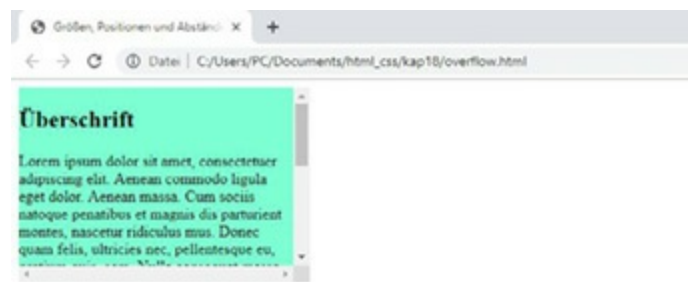 Größen, Positionen und Abständ
Datei | C:/Users/PC/Documents/html_css/kap18/overflow.html
Überschrift
Lorem ipsum dolor sit amet, consectetuer
adipiscing elit. Aenean commodo ligula
eget dolor. Aenean massa. Cum sociis
natoque penatibus et magnis dis parturient
montes, nascetur ridiculus mus. Donec
quam felis, ultricies nec, pellentesque eu,